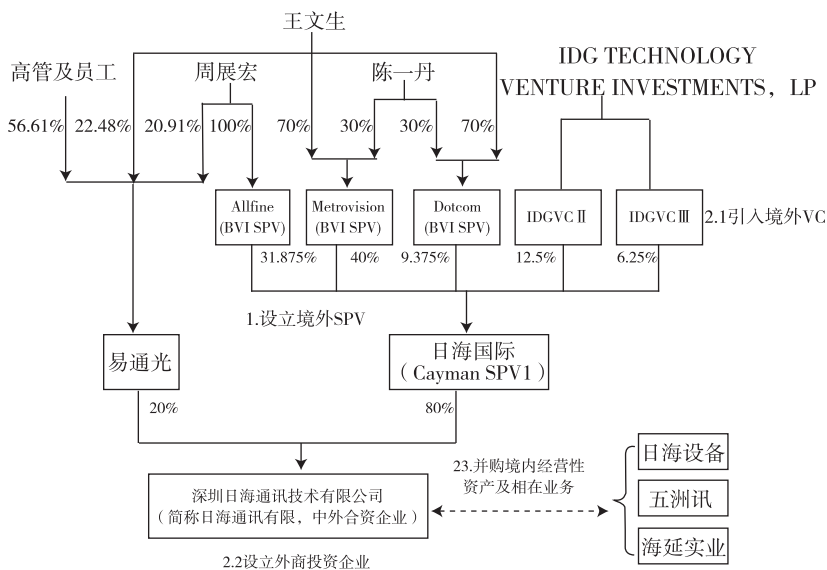 王文生
高管及员工
周展宏
陈一丹
IDG TECHNOLOGY
VENTURE INVESTMENTS, LP
56.61%
22.48%
20.91%
100%
70%
30%
30%
70%
Allfine
(BVI SPV)
Metrovision
(BVI SPV)
Dotcom
(BVI SPV)
IDGVC Ⅱ
IDGVC Ⅲ
2.1引入境外VC
31.875%
40%
9.375%
12.5%
6.25%
1.设立境外SPV
易通光
日海国际
(Cayman SPV1)
20%
80%
23.并购境内经营性
资产及相在业务
日海设备
五洲讯
海延实业
深圳日海通讯技术有限公司
(简称日海通讯有限，中外合资企业)
2.2设立外商投资企业